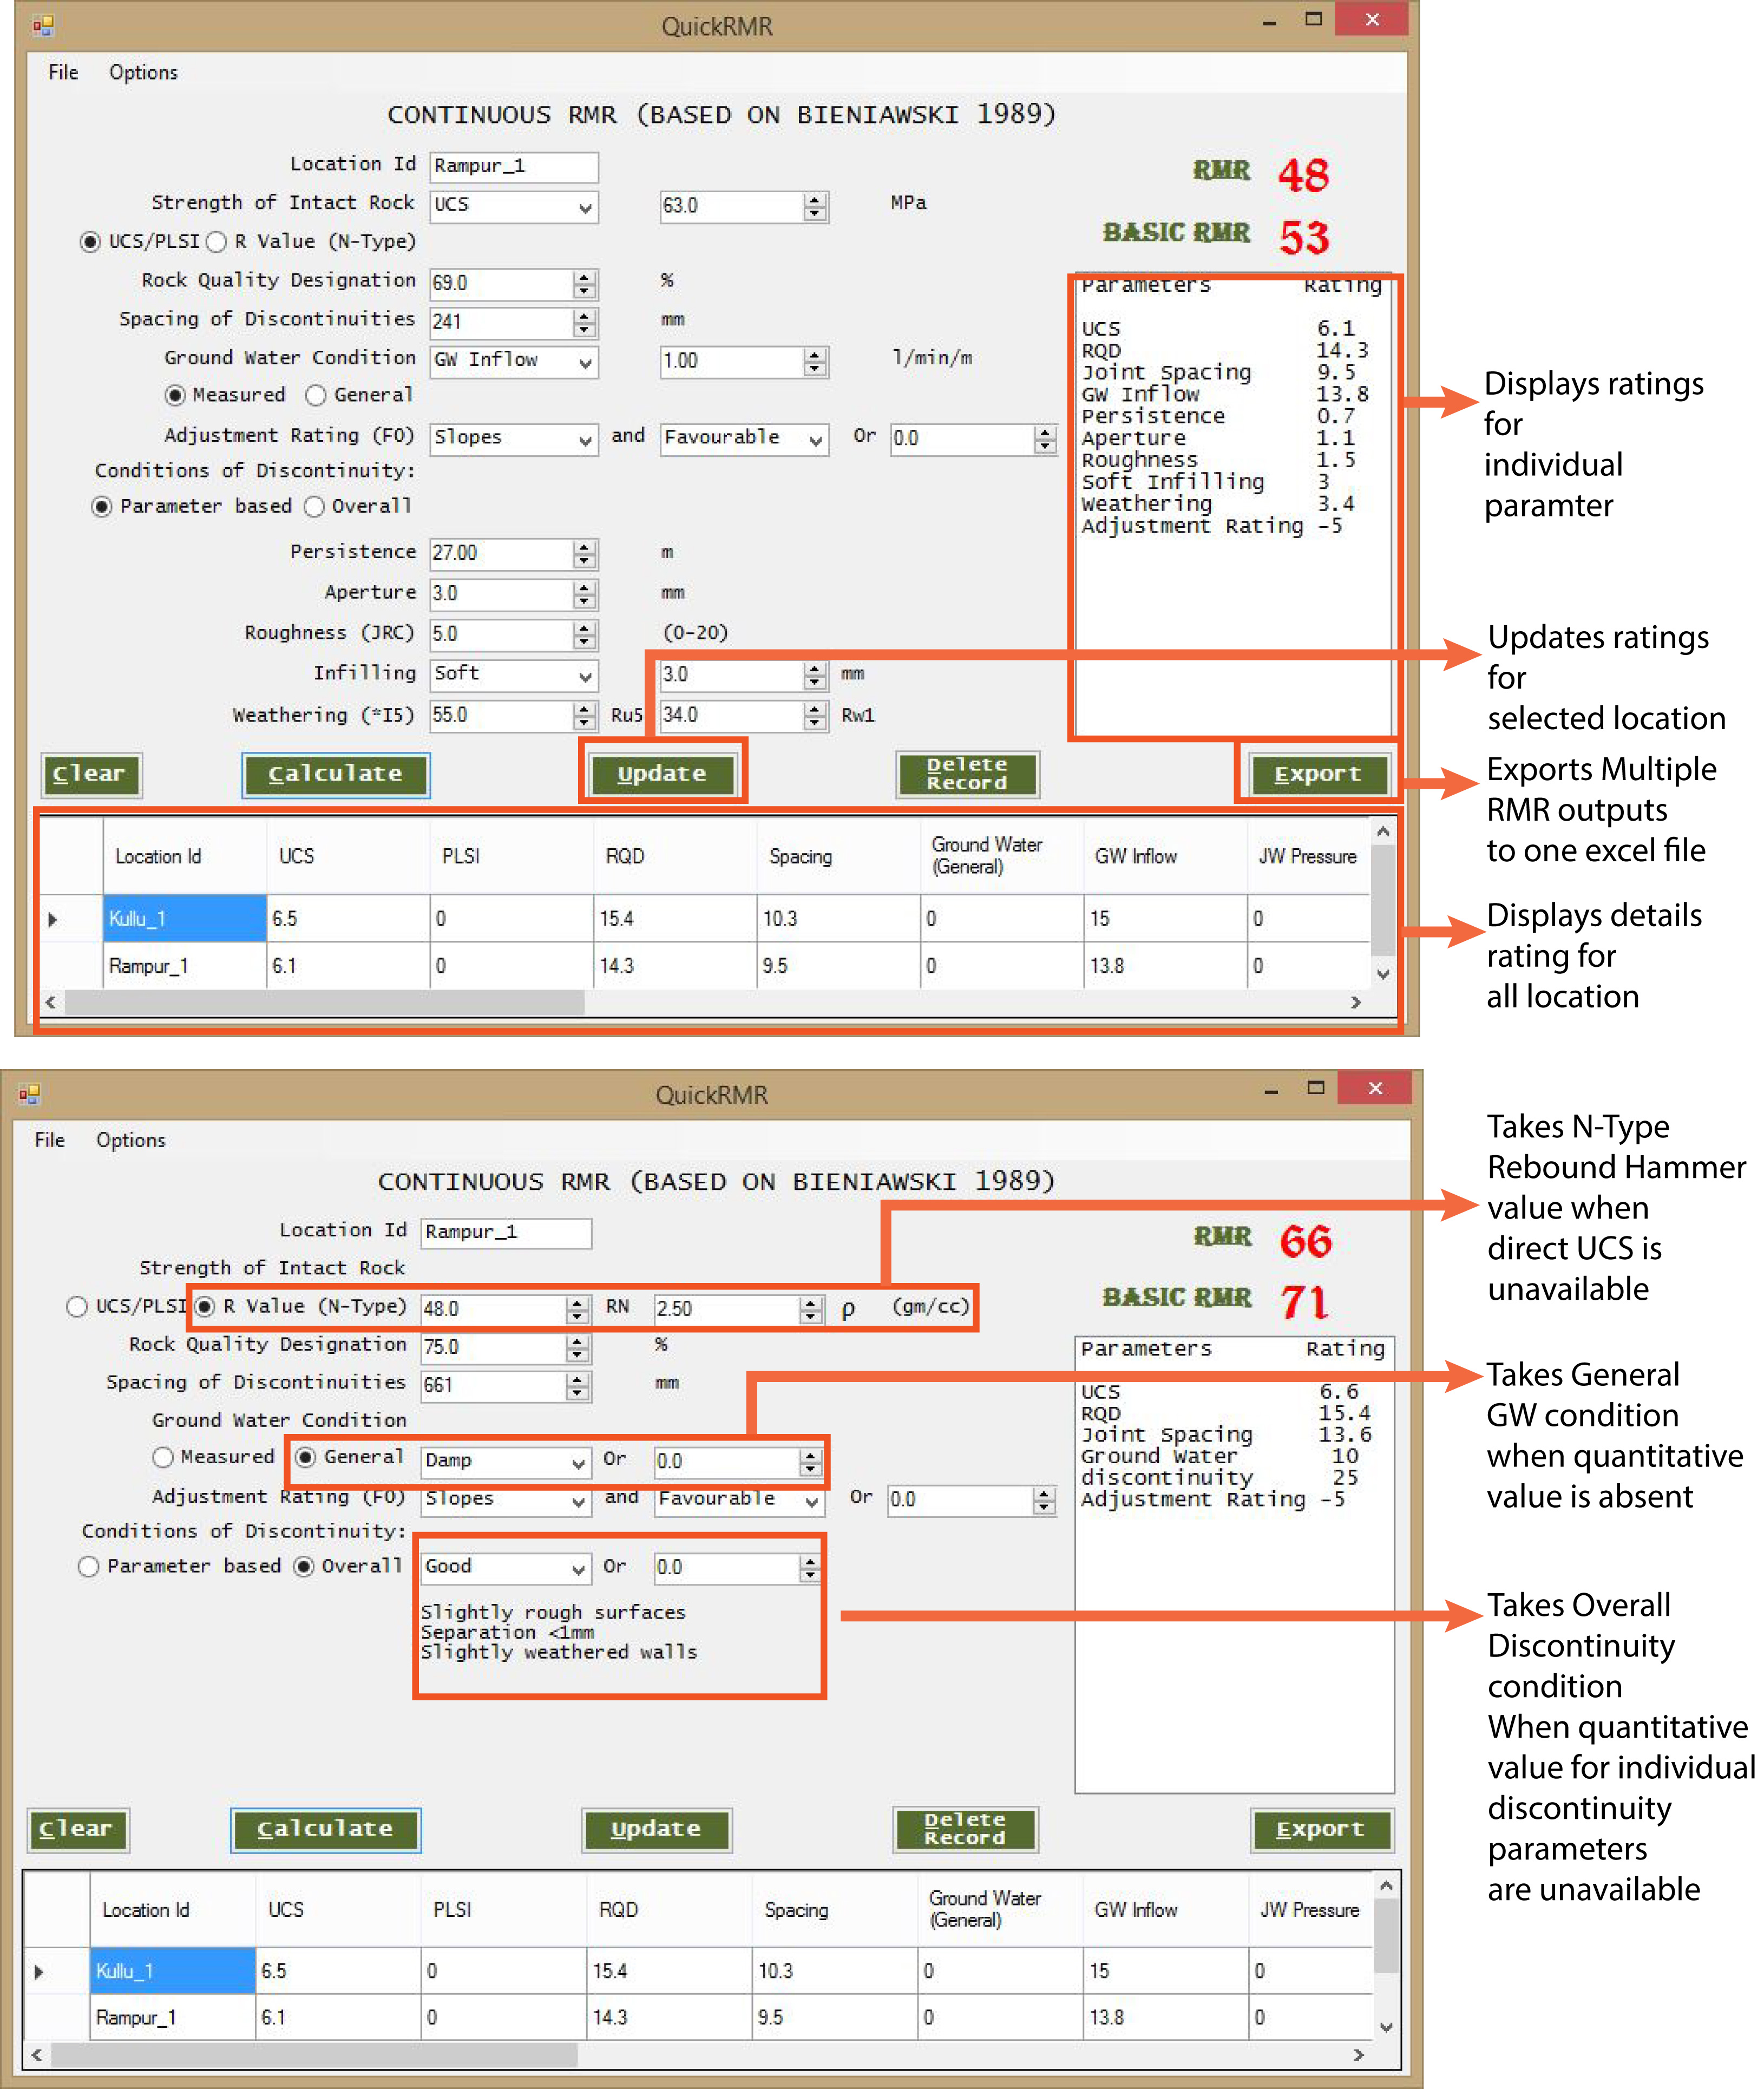 QuickRMR
File Options
CONTINUOUS RMR (BASED ON BIENIAWSKI 1989)
Location Id Rampur_1
RMR 48
Strength of Intact Rock UCS 63.0 MPa
UCS/PLSI R Value (N-Type)
BASIC RMR 53
Rock Quality Designation 69.0 %
Spacing of Discontinuities 241 mm
Ground Water Condition GW Inflow 1.00 l/min/m
Measured General
Adjustment Rating (F0) Slopes and Favourable Or 0.0
Conditions of Discontinuity:
Parameter based Overall
Persistence 27.00 m
Aperture 3.0 mm
Roughness (JRC) 5.0 (0-20)
Infilling Soft 3.0 mm
Weathering (*I5) 55.0 Ru5 34.0 Rw1
Parameters Rating
UCS 6.1
RQD 14.3
Joint Spacing 9.5
GW Inflow 13.8
Persistence 0.7
Aperture 1.1
Roughness 1.5
Soft Infilling 3
Weathering 3.4
Adjustment Rating -5
Clear Calculate Update Delete Record Export
Location Id UCS PLSI RQD Spacing Ground Water (General) GW Inflow JW Pressure
Kullu_1 6.5 0 15.4 10.3 0 15 0
Rampur_1 6.1 0 14.3 9.5 0 13.8 0
Displays ratings
for
individual
paramter
Updates ratings
for
selected location
Exports Multiple
RMR outputs
to one excel file
Displays details
rating for
all location
QuickRMR
File Options
CONTINUOUS RMR (BASED ON BIENIAWSKI 1989)
Location Id Rampur_1
RMR 66
Strength of Intact Rock
UCS/PLSI R Value (N-Type) 48.0 RN 2.50 ρ (gm/cc)
BASIC RMR 71
Rock Quality Designation 75.0 %
Spacing of Discontinuities 661 mm
Ground Water Condition
Measured General Damp Or 0.0
Adjustment Rating (F0) Slopes and Favourable Or 0.0
Conditions of Discontinuity:
Parameter based Overall Good Or 0.0
Slightly rough surfaces
Separation <1mm
Slightly weathered walls
Parameters Rating
UCS 6.6
RQD 15.4
Joint Spacing 13.6
Ground Water 10
discontinuity 25
Adjustment Rating -5
Clear Calculate Update Delete Record Export
Location Id UCS PLSI RQD Spacing Ground Water (General) GW Inflow JW Pressure
Kullu_1 6.5 0 15.4 10.3 0 15 0
Rampur_1 6.1 0 14.3 9.5 0 13.8 0
Takes N-Type
Rebound Hammer
value when
direct UCS is
unavailable
Takes General
GW condition
when quantitative
value is absent
Takes Overall
Discontinuity
condition
When quantitative
value for individual
discontinuity
parameters
are unavailable